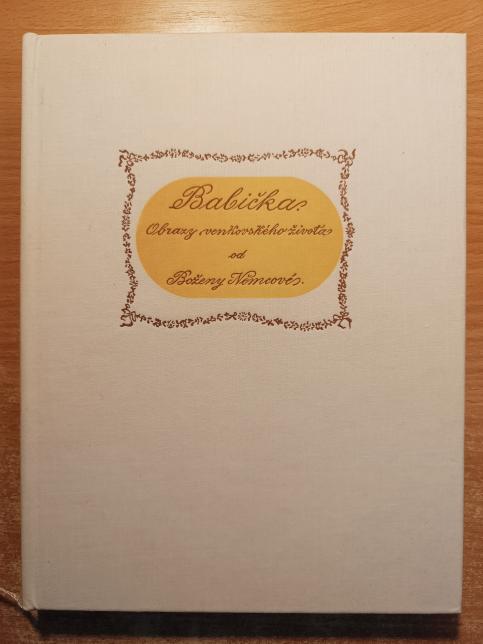 Babička.
Obrazy venkovského života
od
Boženy Němcové.